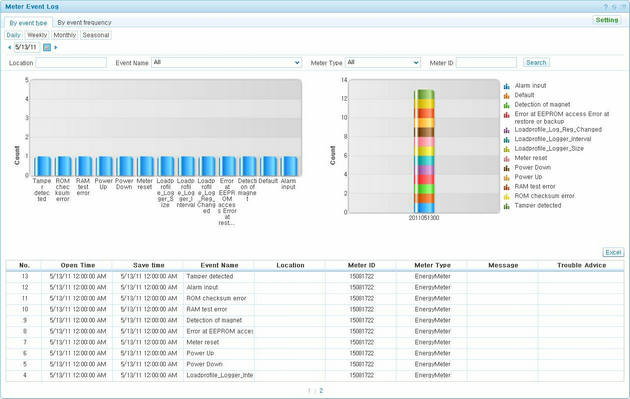 Meter Event Log
By event type By event frequency
Setting
Daily Weekly Monthly Seasonal
5/13/11
Location Event Name All Meter Type All Meter ID Search
5
4
3
2
1
0
Count
Tamper detected
ROM checksum error
RAM test error
Power Up
Power Down
Meter reset
Loadprofile_Logger_Size
Loadprofile_Logger_Interval
Loadprofile_Log_Reg_Changed
Error at EEPROM access Error at rest...
Detection of magnet
Default
Alarm input
14
12
10
8
6
4
2
0
Count
2011051300
Alarm input
Default
Detection of magnet
Error at EEPROM access Error at
restore or backup
Loadprofile_Log_Reg_Changed
Loadprofile_Logger_Interval
Loadprofile_Logger_Size
Meter reset
Power Down
Power Up
RAM test error
ROM checksum error
Tamper detected
Excel
No. Open Time Save time Event Name Location Meter ID Meter Type Message Trouble Advice
13 5/13/11 12:00:00 AM 5/13/11 12:00:00 AM Tamper detected 15081722 EnergyMeter
12 5/13/11 12:00:00 AM 5/13/11 12:00:00 AM Alarm input 15081722 EnergyMeter
11 5/13/11 12:00:00 AM 5/13/11 12:00:00 AM ROM checksum error 15081722 EnergyMeter
10 5/13/11 12:00:00 AM 5/13/11 12:00:00 AM RAM test error 15081722 EnergyMeter
9 5/13/11 12:00:00 AM 5/13/11 12:00:00 AM Detection of magnet 15081722 EnergyMeter
8 5/13/11 12:00:00 AM 5/13/11 12:00:00 AM Error at EEPROM acces 15081722 EnergyMeter
7 5/13/11 12:00:00 AM 5/13/11 12:00:00 AM Meter reset 15081722 EnergyMeter
6 5/13/11 12:00:00 AM 5/13/11 12:00:00 AM Power Up 15081722 EnergyMeter
5 5/13/11 12:00:00 AM 5/13/11 12:00:00 AM Power Down 15081722 EnergyMeter
4 5/13/11 12:00:00 AM 5/13/11 12:00:00 AM Loadprofile_Logger_Inte 15081722 EnergyMeter
1 2